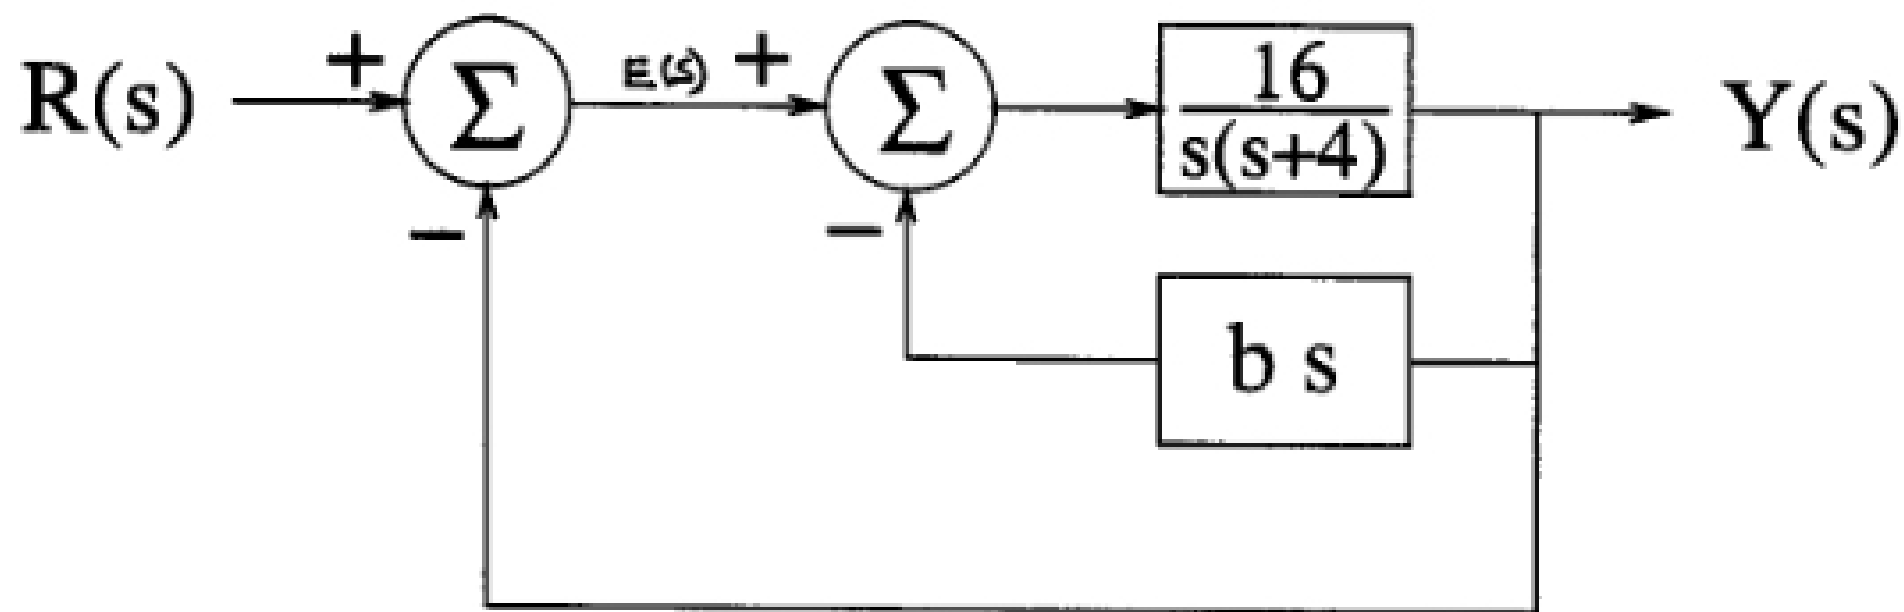 R(s) + Σ E(s) + Σ 16 Y(s)
s(s+4)
− −
b s